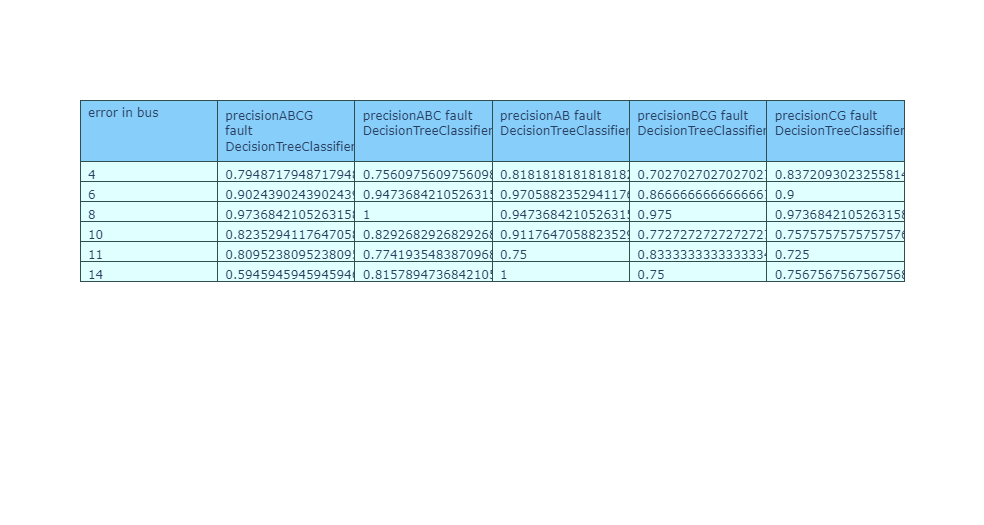 error in bus
precisionABCG
fault
DecisionTreeClassifier
precisionABC fault
DecisionTreeClassifier
precisionAB fault
DecisionTreeClassifier
precisionBCG fault
DecisionTreeClassifier
precisionCG fault
DecisionTreeClassifier
4 0.794871794871794 0.756097560975609 0.818181818181818 0.702702702702702 0.837209302325581
6 0.902439024390243 0.947368421052631 0.970588235294117 0.866666666666666 0.9
8 0.973684210526315 1 0.947368421052631 0.975 0.973684210526315
10 0.823529411764705 0.829268292682926 0.911764705882352 0.772727272727272 0.757575757575757
11 0.809523809523809 0.774193548387096 0.75 0.833333333333333 0.725
14 0.594594594594594 0.815789473684210 1 0.75 0.756756756756756